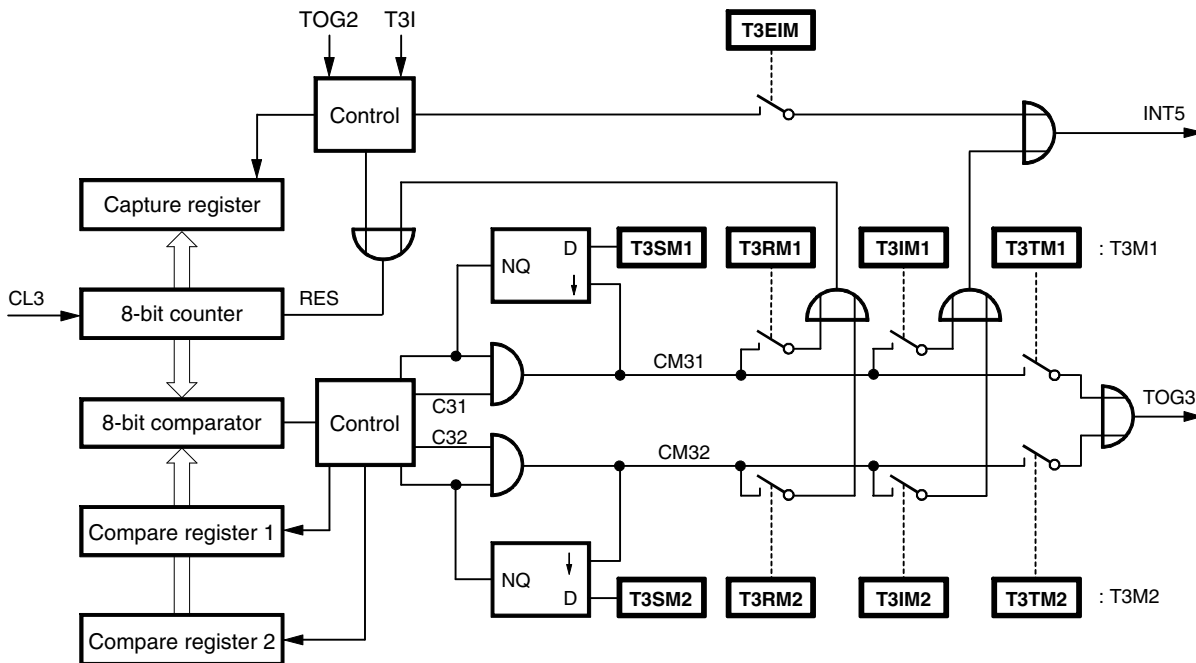 TOG2
T3I
T3EIM
Control
INT5
Capture register
D
T3SM1
T3RM1
T3IM1
T3TM1
: T3M1
NQ
CL3
8-bit counter
RES
CM31
C31
TOG3
8-bit comparator
Control
C32
CM32
Compare register 1
NQ
D
T3SM2
T3RM2
T3IM2
T3TM2
: T3M2
Compare register 2